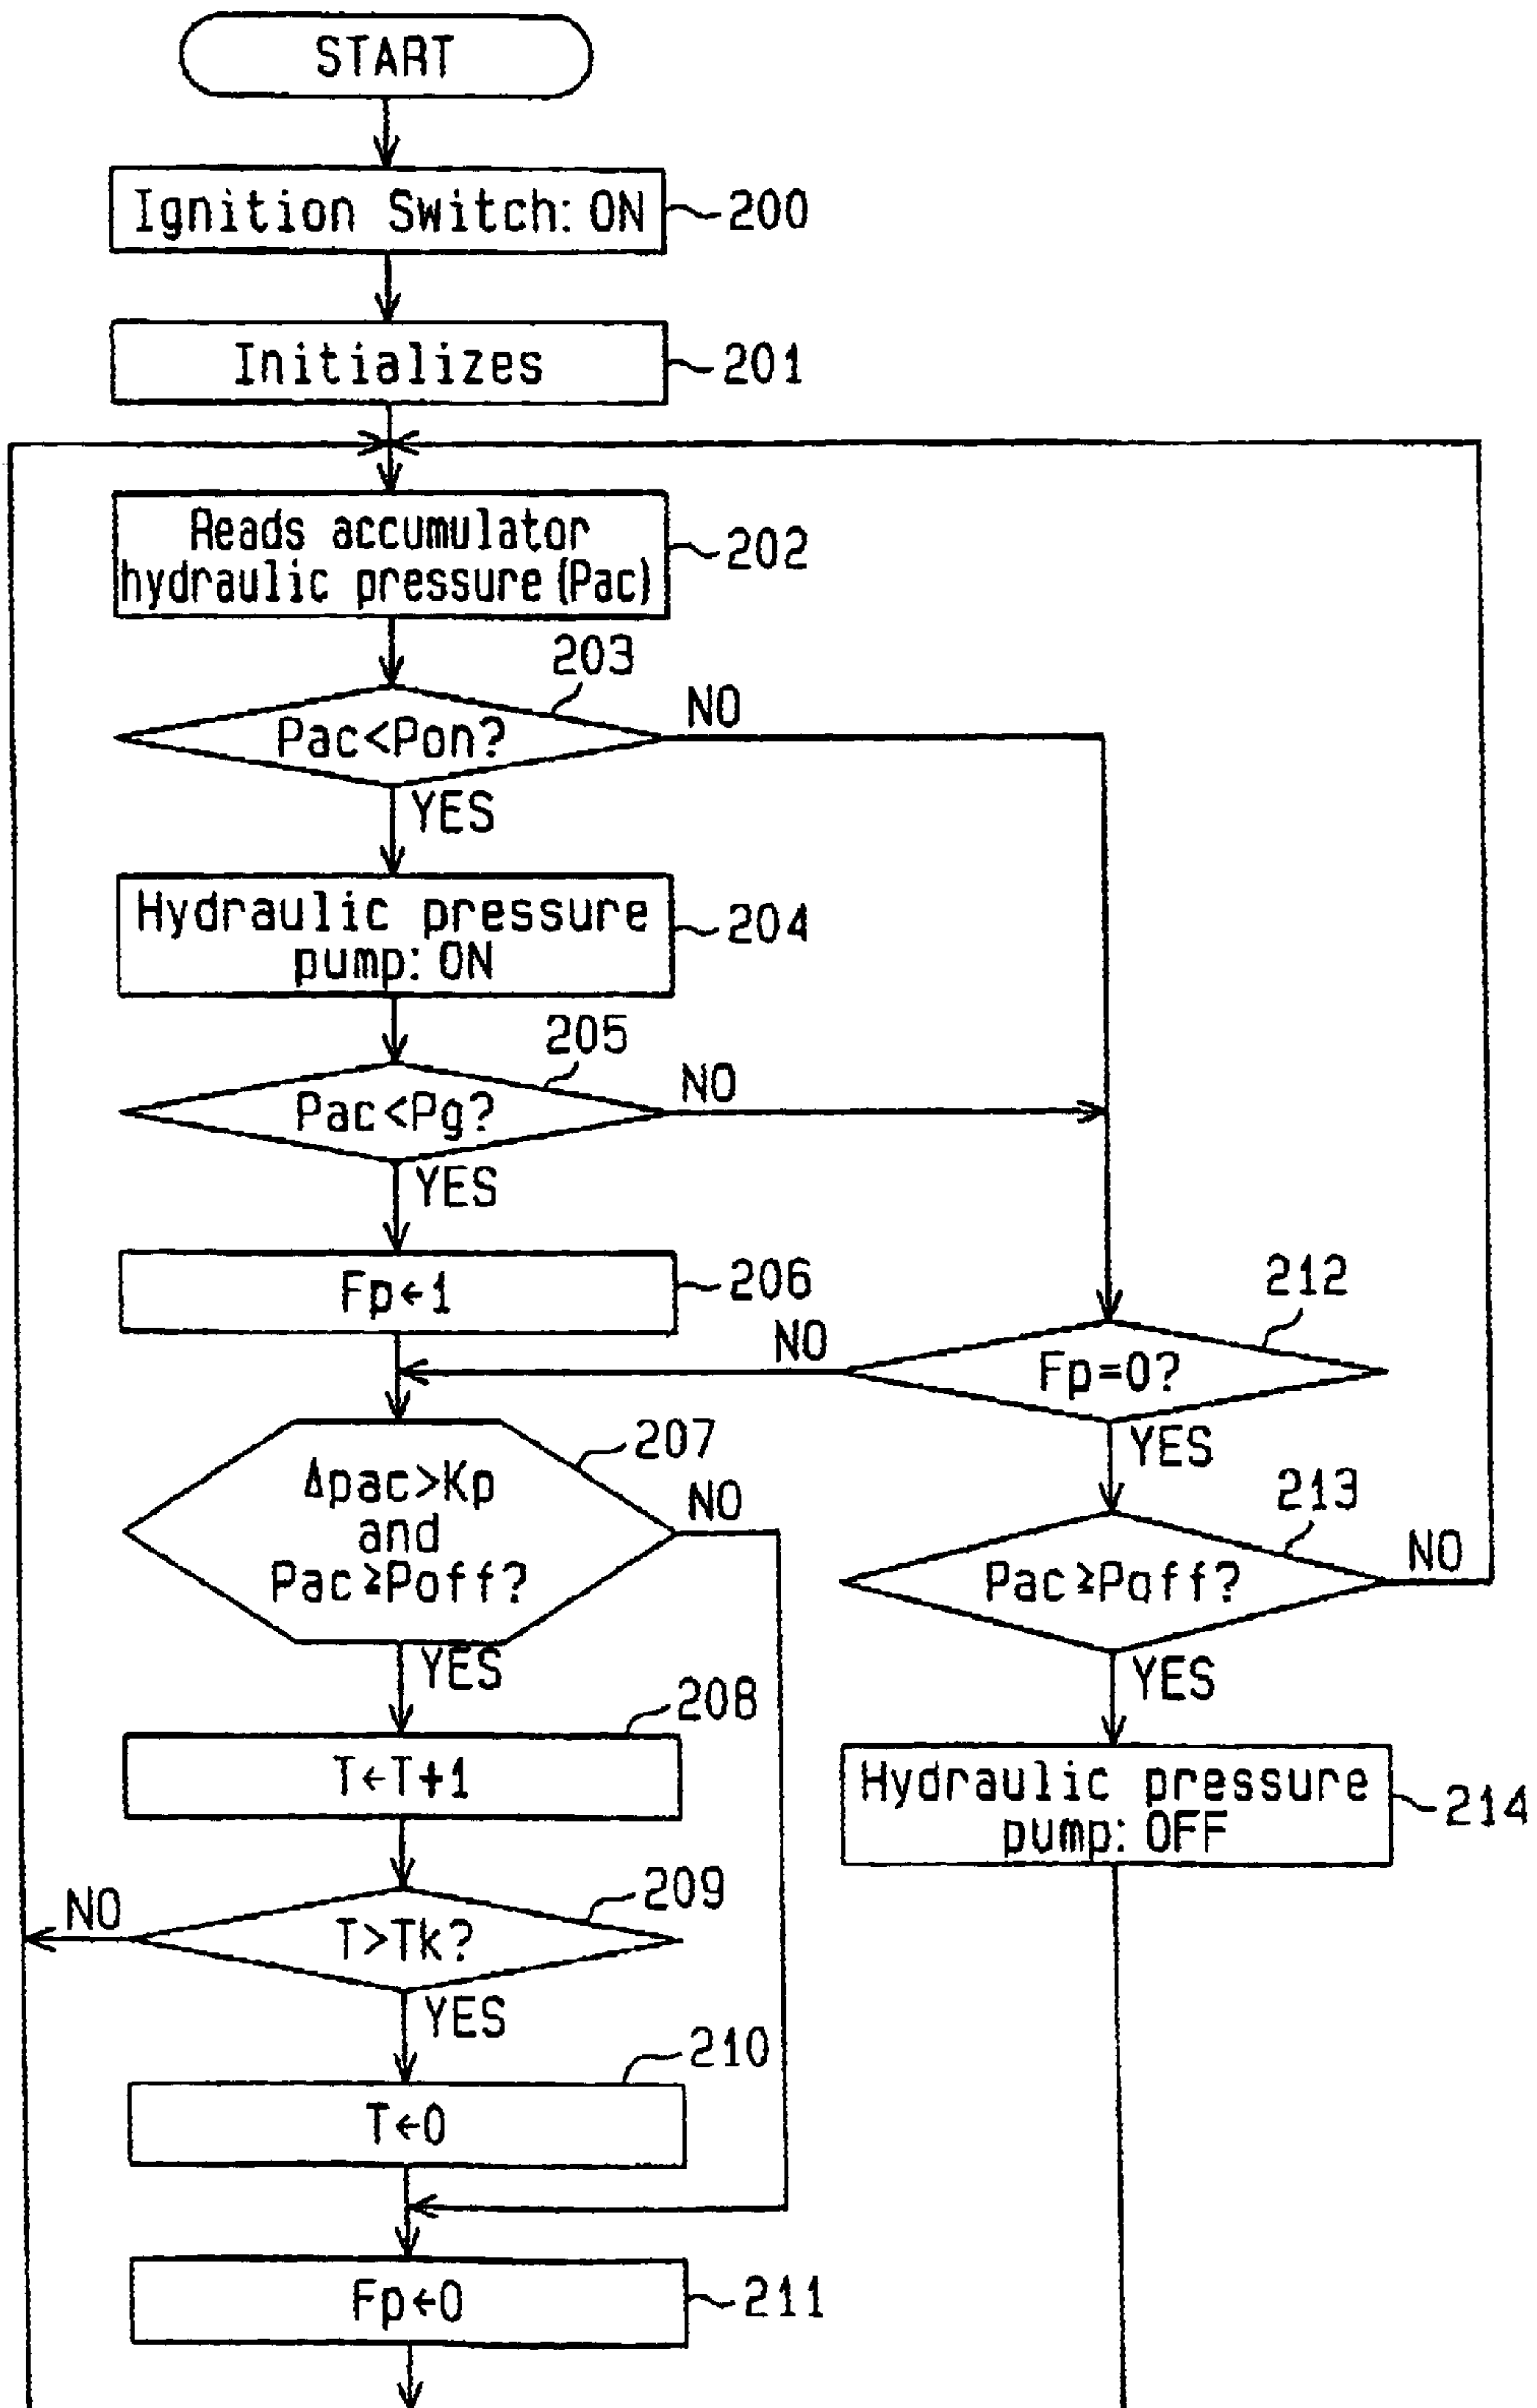 START
Ignition Switch: ON
200
Initializes
201
Reads accumulator
hydraulic pressure (Pac)
202
203
Pac<Pon?
NO
YES
Hydraulic pressure
pump: ON
204
205
Pac<Pg?
NO
YES
Fp←1
206
212
Fp=0?
NO
YES
207
Δpac>Kp
and
Pac≧Poff?
NO
YES
213
Pac≧Poff?
NO
YES
208
T←T+1
Hydraulic pressure
pump: OFF
214
209
T>Tk?
NO
YES
210
T←0
Fp←0
211